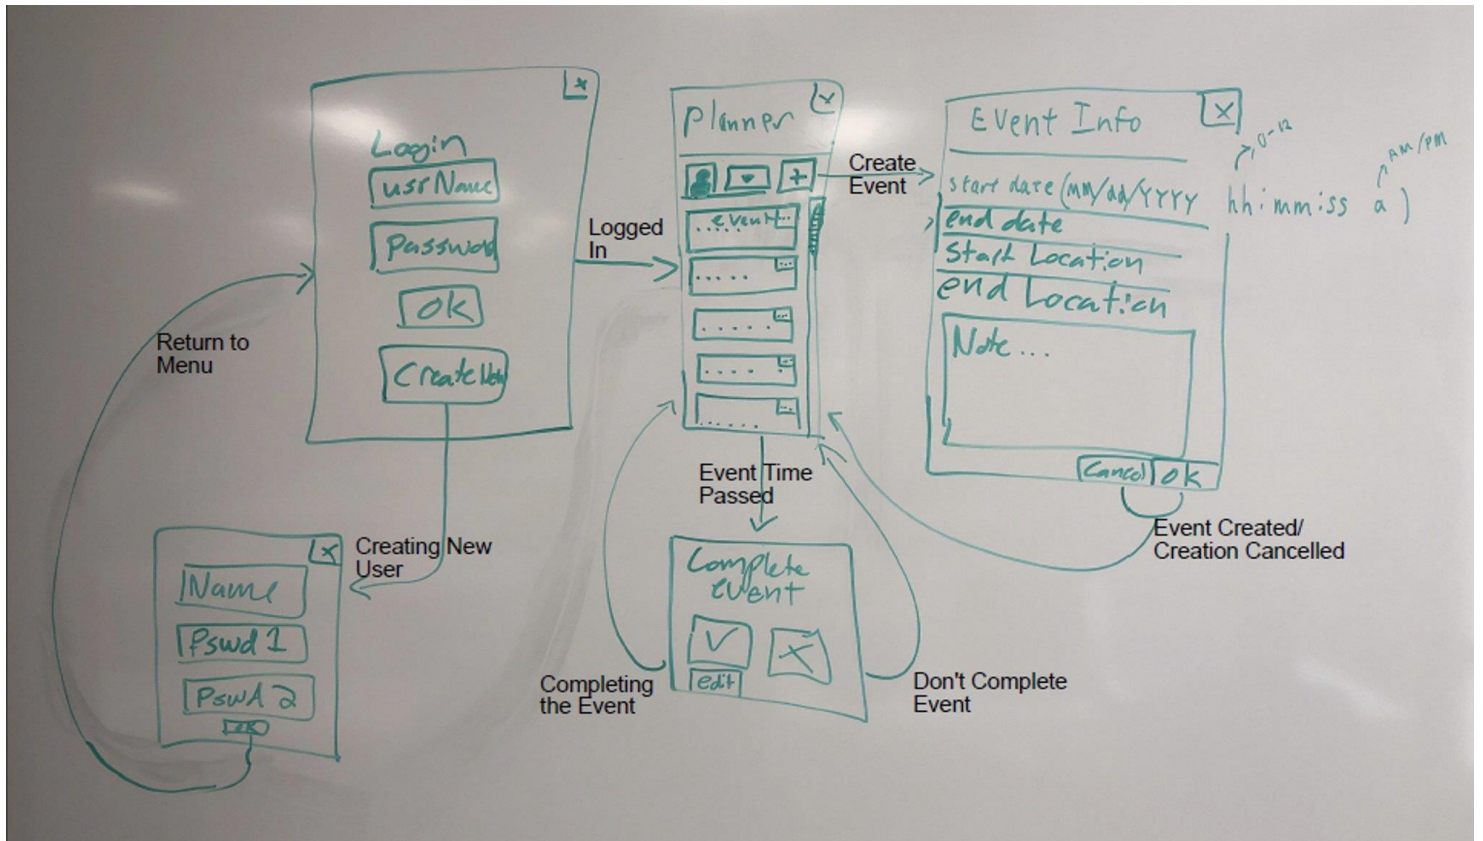 Login
usrName
Password
OK
Create New
Logged
In
Return to
Menu
Creating New
User
Name
Pswd 1
Pswd 2
OK
Planner
+
event...
.....
...
.....
...
.....
...
....
...
.....
...
Create
Event
Event Info
X
start date (mm/dd/YYYY hh:mm:ss a)
0-12
AM/PM
end date
Start Location
end Location
Note...
Cancel
OK
Event Created/
Creation Cancelled
Event Time
Passed
Complete
event
edit
Completing
the Event
Don't Complete
Event